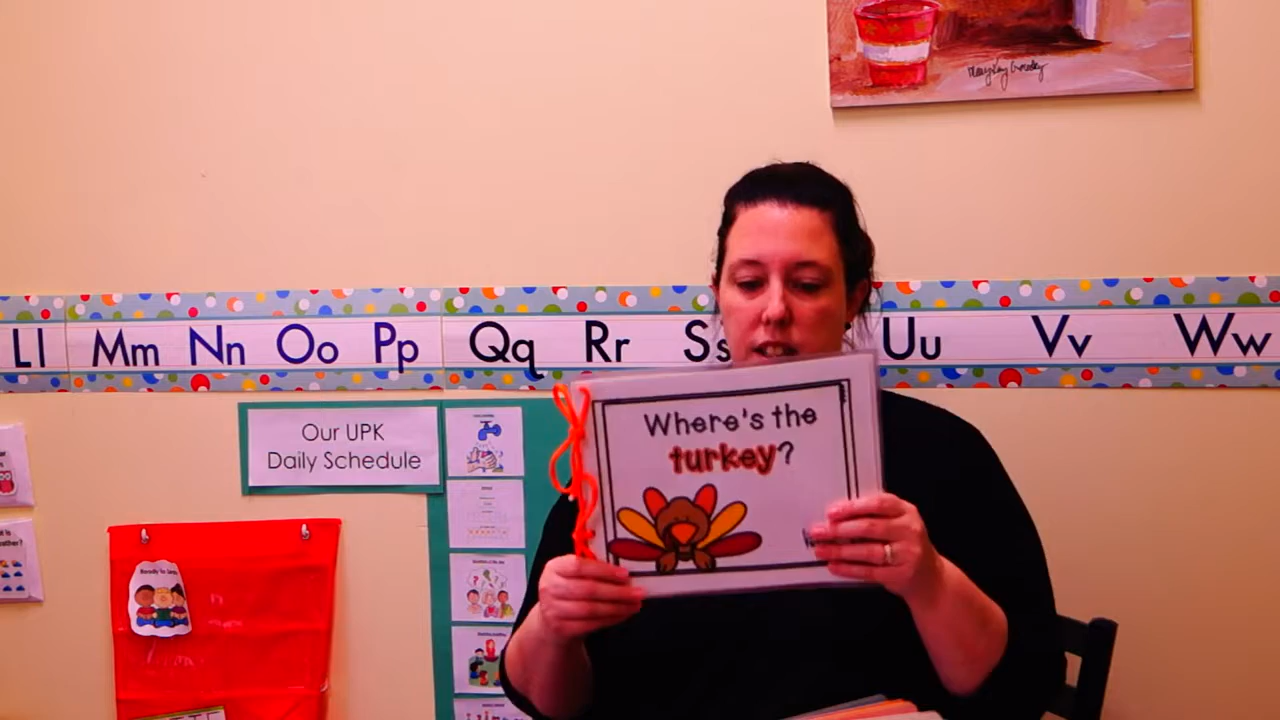 Ll Mm Nn Oo Pp Qq Rr Ss Uu Vv Ww
Our UPK
Daily Schedule
Where's the
turkey?